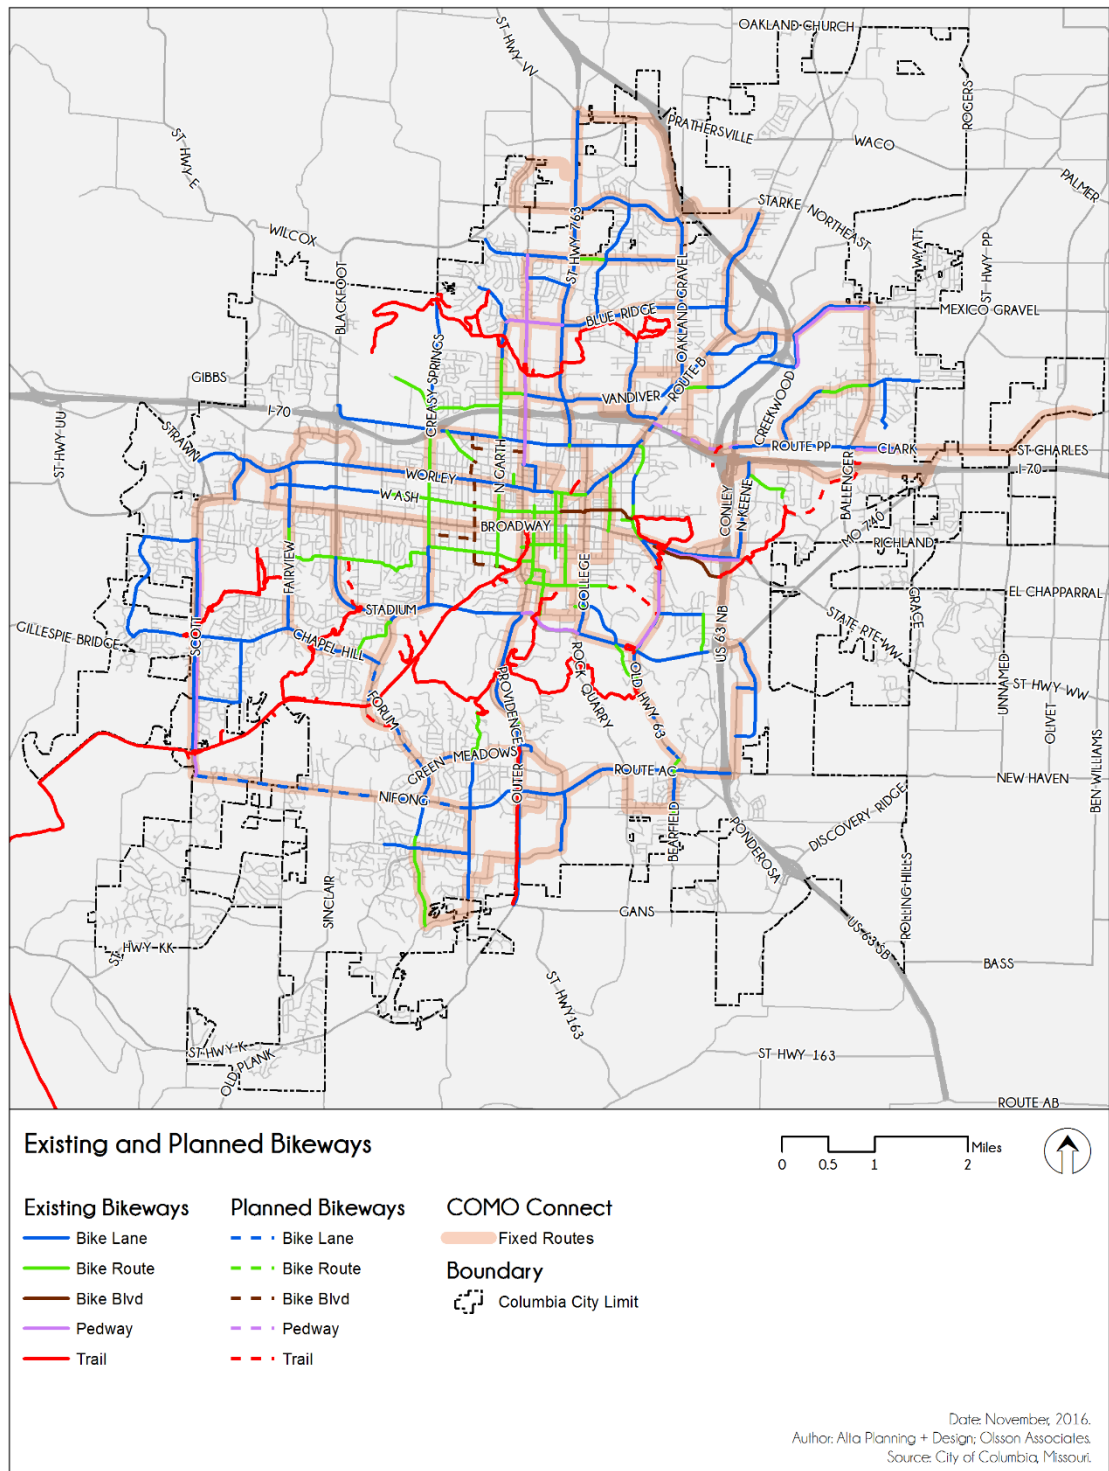 OAKLAND CHURCH
ST HWY VV
ROGERS
PRATHERSVILLE
WACO
ST HWY E
PALMER
STARKE NORTHEAST
WILCOX
ST HWY 763
WYATT
ST HWY PP
OAKLAND GRAVEL
BLACKFOOT
MEXICO GRAVEL
BLUE RIDGE
CREASY SPRINGS
GIBBS
ROUTE B
CREEKWOOD
VANDIVER
I-70
STRAWN
ST HWY UU
ROUTE PP
CLARK
ST CHARLES
I-70
WORLEY
N GARTH
W ASH
CONLEY
N KEENE
BALLENGER
BROADWAY
MO-740
RICHLAND
FAIRVIEW
COLLEGE
EL CHAPPARRAL
STADIUM
GRACE
STATE RTE WW
GILLESPIE BRIDGE
SCOTT
CHAPEL HILL
US 63 NB
ROCK QUARRY
OLD HWY 63
UNNAMED
ST HWY WW
FORUM
PROVIDENCE
OLIVET
GREEN MEADOWS
ROUTE AC
NEW HAVEN
BEN WILLIAMS
NIFONG
OUTER
BEARFIELD
PONDEROSA
DISCOVERY RIDGE
SINCLAIR
ROLLING HILLS
GANS
US 63 SB
ST HWY KK
BASS
ST HWY 163
ST HWY K
OLD PLANK
ST HWY 163
ROUTE AB
Existing and Planned Bikeways
0 0.5 1 2 Miles
Existing Bikeways
Bike Lane
Bike Route
Bike Blvd
Pedway
Trail
Planned Bikeways
Bike Lane
Bike Route
Bike Blvd
Pedway
Trail
COMO Connect
Fixed Routes
Boundary
Columbia City Limit
Date: November, 2016.
Author: Alta Planning + Design; Olsson Associates.
Source: City of Columbia, Missouri.